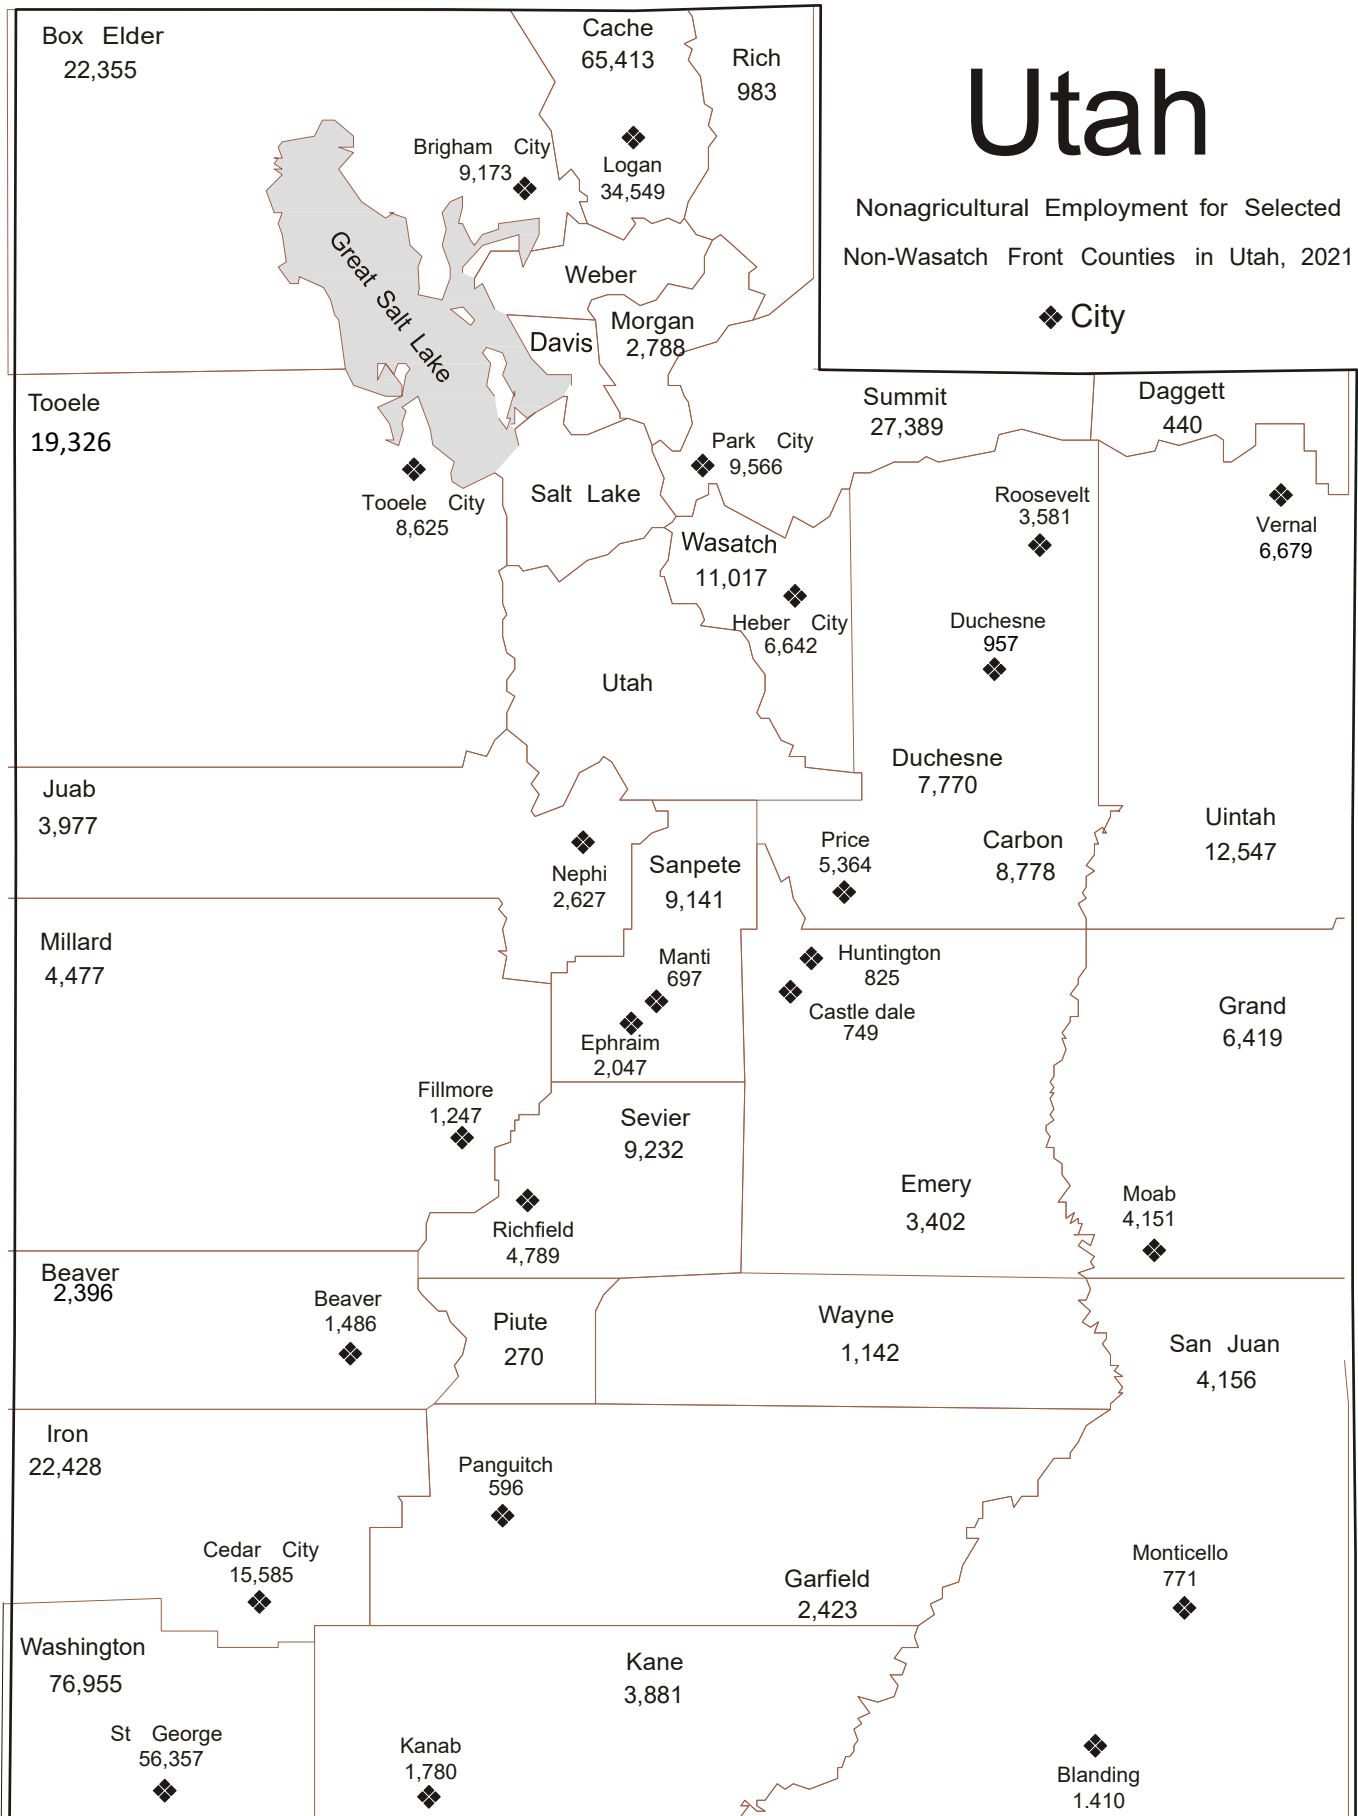 Utah
Nonagricultural Employment for Selected
Non-Wasatch Front Counties in Utah, 2021
City
Box Elder
22,355
Cache
65,413
Rich
983
Brigham City
9,173
Logan
34,549
Great Salt Lake
Weber
Morgan
2,788
Davis
Tooele
19,326
Summit
27,389
Daggett
440
Park City
9,566
Tooele City
8,625
Salt Lake
Roosevelt
3,581
Vernal
6,679
Wasatch
11,017
Heber City
6,642
Duchesne
957
Utah
Duchesne
7,770
Juab
3,977
Uintah
12,547
Nephi
2,627
Sanpete
9,141
Price
5,364
Carbon
8,778
Millard
4,477
Manti
697
Huntington
825
Castle dale
749
Grand
6,419
Ephraim
2,047
Fillmore
1,247
Sevier
9,232
Emery
3,402
Moab
4,151
Richfield
4,789
Beaver
2,396
Beaver
1,486
Piute
270
Wayne
1,142
San Juan
4,156
Iron
22,428
Panguitch
596
Cedar City
15,585
Garfield
2,423
Monticello
771
Washington
76,955
Kane
3,881
St George
56,357
Kanab
1,780
Blanding
1.410